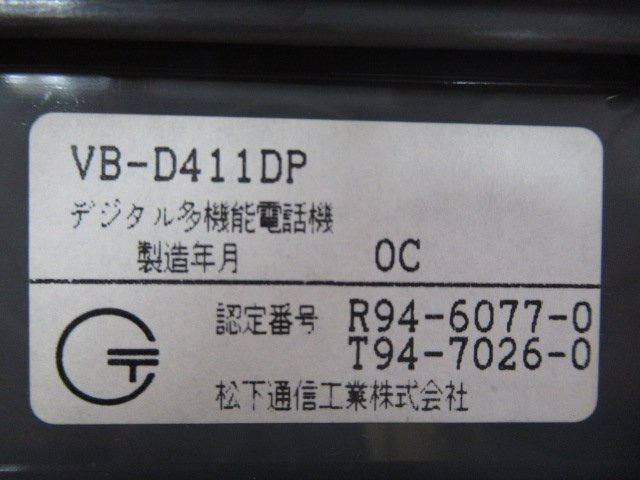 VB-D411DP
デジタル多機能電話機
製造年月 0C
認定番号 R94-6077-0
T94-7026-0
松下通信工業株式会社